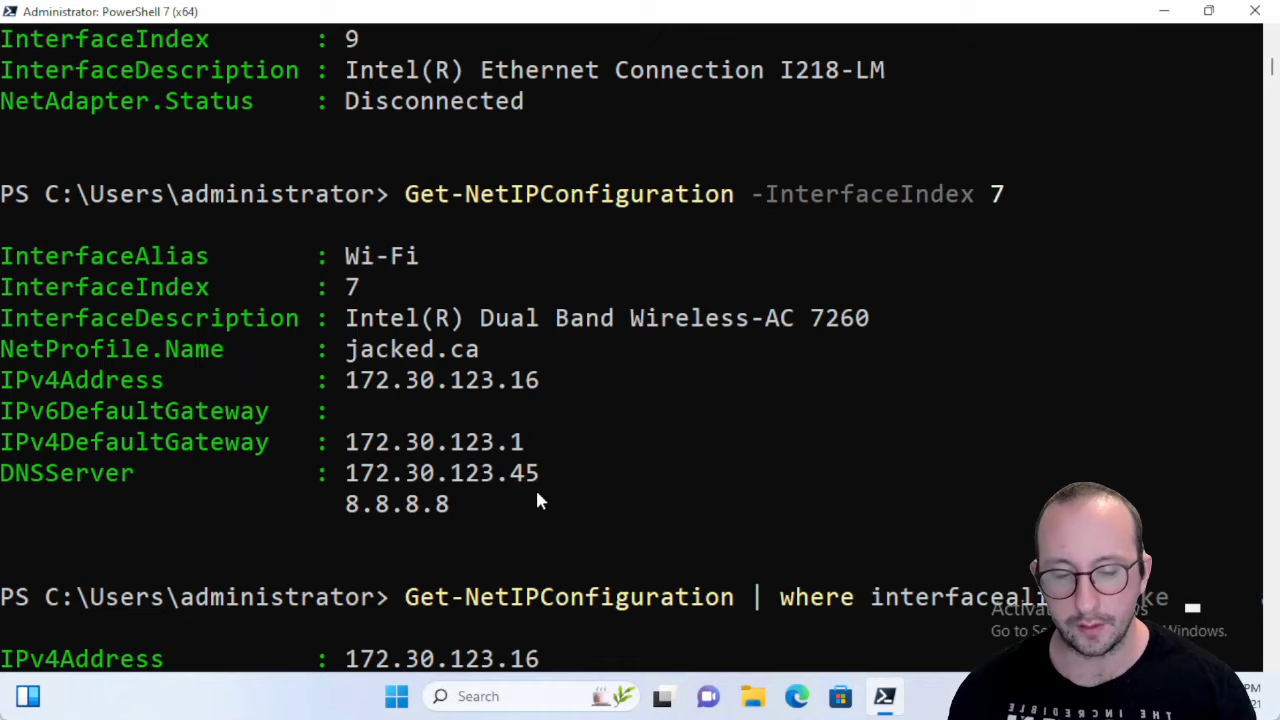 Administrator: PowerShell 7 (x64)
InterfaceIndex : 9
InterfaceDescription : Intel(R) Ethernet Connection I218-LM
NetAdapter.Status : Disconnected
PS C:\Users\administrator> Get-NetIPConfiguration -InterfaceIndex 7
InterfaceAlias : Wi-Fi
InterfaceIndex : 7
InterfaceDescription : Intel(R) Dual Band Wireless-AC 7260
NetProfile.Name : jacked.ca
IPv4Address : 172.30.123.16
IPv6DefaultGateway :
IPv4DefaultGateway : 172.30.123.1
DNSServer : 172.30.123.45
8.8.8.8
PS C:\Users\administrator> Get-NetIPConfiguration | where
Windows.
IPv4Address : 172.30.123.16
Search
THE INCREDIBLE